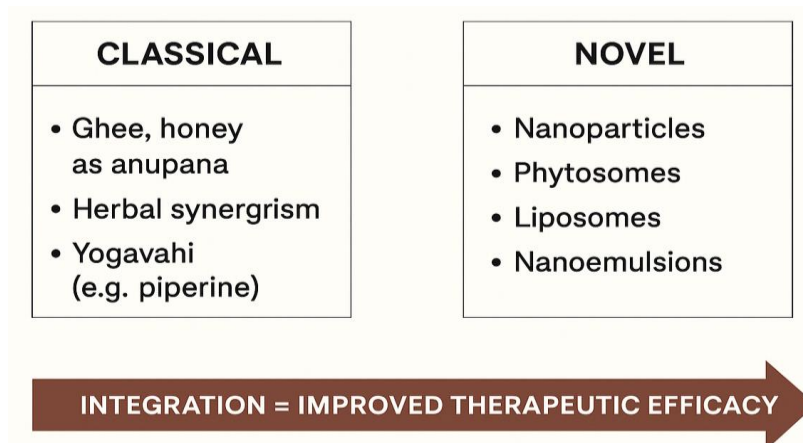 CLASSICAL
• Ghee, honey
as anupana
• Herbal synergrism
• Yogavahi
(e.g. piperine)
NOVEL
• Nanoparticles
• Phytosomes
• Liposomes
• Nanoemulsions
INTEGRATION = IMPROVED THERAPEUTIC EFFICACY